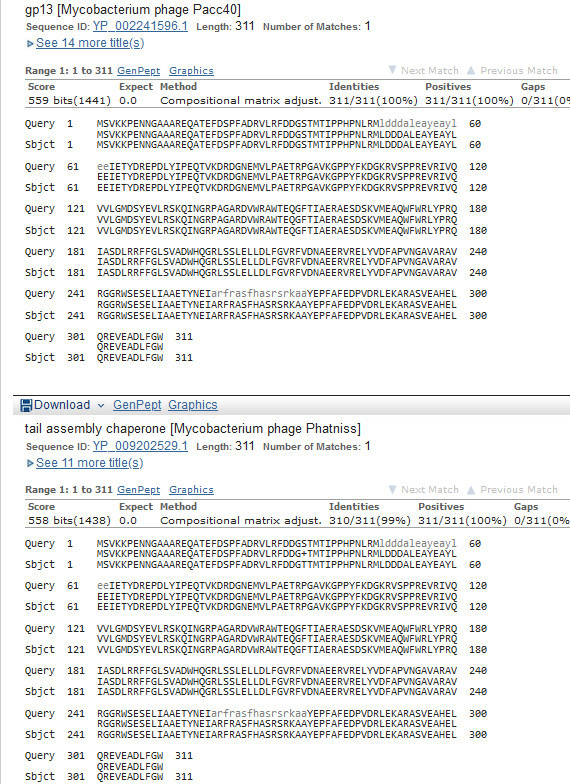 gp13 [Mycobacterium phage Pacc40]
Sequence ID: YP_002241596.1 Length: 311 Number of Matches: 1
See 14 more title(s)
Range 1: 1 to 311 GenPept Graphics Next Match Previous Match
Score Expect Method Identities Positives Gaps
559 bits(1441) 0.0 Compositional matrix adjust. 311/311(100%) 311/311(100%) 0/311(0%
Query 1 MSVKKPENNGAAAREQATEFDSPFADRVLRFDDGSTMTIPPHPNLRMldddaleayeayl 60
MSVKKPENNGAAAREQATEFDSPFADRVLRFDDGSTMTIPPHPNLRMLDDDALEAYEAYL
Sbjct 1 MSVKKPENNGAAAREQATEFDSPFADRVLRFDDGSTMTIPPHPNLRMLDDDALEAYEAYL 60
Query 61 eeIETYDREPDLYIPEQTVKDRDGNEMVLPAETRPGAVKGPPYFKDGKRVSPPREVRIVQ 120
EEIETYDREPDLYIPEQTVKDRDGNEMVLPAETRPGAVKGPPYFKDGKRVSPPREVRIVQ
Sbjct 61 EEIETYDREPDLYIPEQTVKDRDGNEMVLPAETRPGAVKGPPYFKDGKRVSPPREVRIVQ 120
Query 121 VVLGMDSYEVLRSKQINGRPAGARDVWRAWTEQGFTIAERAESDSKVMEAQWFWRLYPRQ 180
VVLGMDSYEVLRSKQINGRPAGARDVWRAWTEQGFTIAERAESDSKVMEAQWFWRLYPRQ
Sbjct 121 VVLGMDSYEVLRSKQINGRPAGARDVWRAWTEQGFTIAERAESDSKVMEAQWFWRLYPRQ 180
Query 181 IASDLRRFFGLSVADWHQGRLSSLELLDLFGVRFVDNAEERVRELYVDFAPVNGAVARAV 240
IASDLRRFFGLSVADWHQGRLSSLELLDLFGVRFVDNAEERVRELYVDFAPVNGAVARAV
Sbjct 181 IASDLRRFFGLSVADWHQGRLSSLELLDLFGVRFVDNAEERVRELYVDFAPVNGAVARAV 240
Query 241 RGGRWSESELIAAETYNEIarfrasfhasrsrkaaYEPFAFEDPVDRLEKARASVEAHEL 300
RGGRWSESELIAAETYNEIARFRASFHASRSRKAAYEPFAFEDPVDRLEKARASVEAHEL
Sbjct 241 RGGRWSESELIAAETYNEIARFRASFHASRSRKAAYEPFAFEDPVDRLEKARASVEAHEL 300
Query 301 QREVEADLFGW 311
QREVEADLFGW
Sbjct 301 QREVEADLFGW 311
Download GenPept Graphics
tail assembly chaperone [Mycobacterium phage Phatniss]
Sequence ID: YP_009202529.1 Length: 311 Number of Matches: 1
See 11 more title(s)
Range 1: 1 to 311 GenPept Graphics Next Match Previous Match
Score Expect Method Identities Positives Gaps
558 bits(1438) 0.0 Compositional matrix adjust. 310/311(99%) 311/311(100%) 0/311(0%
Query 1 MSVKKPENNGAAAREQATEFDSPFADRVLRFDDGSTMTIPPHPNLRMldddaleayeayl 60
MSVKKPENNGAAAREQATEFDSPFADRVLRFDDG+TMTIPPHPNLRMLDDDALEAYEAYL
Sbjct 1 MSVKKPENNGAAAREQATEFDSPFADRVLRFDDGTTMTIPPHPNLRMLDDDALEAYEAYL 60
Query 61 eeIETYDREPDLYIPEQTVKDRDGNEMVLPAETRPGAVKGPPYFKDGKRVSPPREVRIVQ 120
EEIETYDREPDLYIPEQTVKDRDGNEMVLPAETRPGAVKGPPYFKDGKRVSPPREVRIVQ
Sbjct 61 EEIETYDREPDLYIPEQTVKDRDGNEMVLPAETRPGAVKGPPYFKDGKRVSPPREVRIVQ 120
Query 121 VVLGMDSYEVLRSKQINGRPAGARDVWRAWTEQGFTIAERAESDSKVMEAQWFWRLYPRQ 180
VVLGMDSYEVLRSKQINGRPAGARDVWRAWTEQGFTIAERAESDSKVMEAQWFWRLYPRQ
Sbjct 121 VVLGMDSYEVLRSKQINGRPAGARDVWRAWTEQGFTIAERAESDSKVMEAQWFWRLYPRQ 180
Query 181 IASDLRRFFGLSVADWHQGRLSSLELLDLFGVRFVDNAEERVRELYVDFAPVNGAVARAV 240
IASDLRRFFGLSVADWHQGRLSSLELLDLFGVRFVDNAEERVRELYVDFAPVNGAVARAV
Sbjct 181 IASDLRRFFGLSVADWHQGRLSSLELLDLFGVRFVDNAEERVRELYVDFAPVNGAVARAV 240
Query 241 RGGRWSESELIAAETYNEIarfrasfhasrsrkaaYEPFAFEDPVDRLEKARASVEAHEL 300
RGGRWSESELIAAETYNEIARFRASFHASRSRKAAYEPFAFEDPVDRLEKARASVEAHEL
Sbjct 241 RGGRWSESELIAAETYNEIARFRASFHASRSRKAAYEPFAFEDPVDRLEKARASVEAHEL 300
Query 301 QREVEADLFGW 311
QREVEADLFGW
Sbjct 301 QREVEADLFGW 311